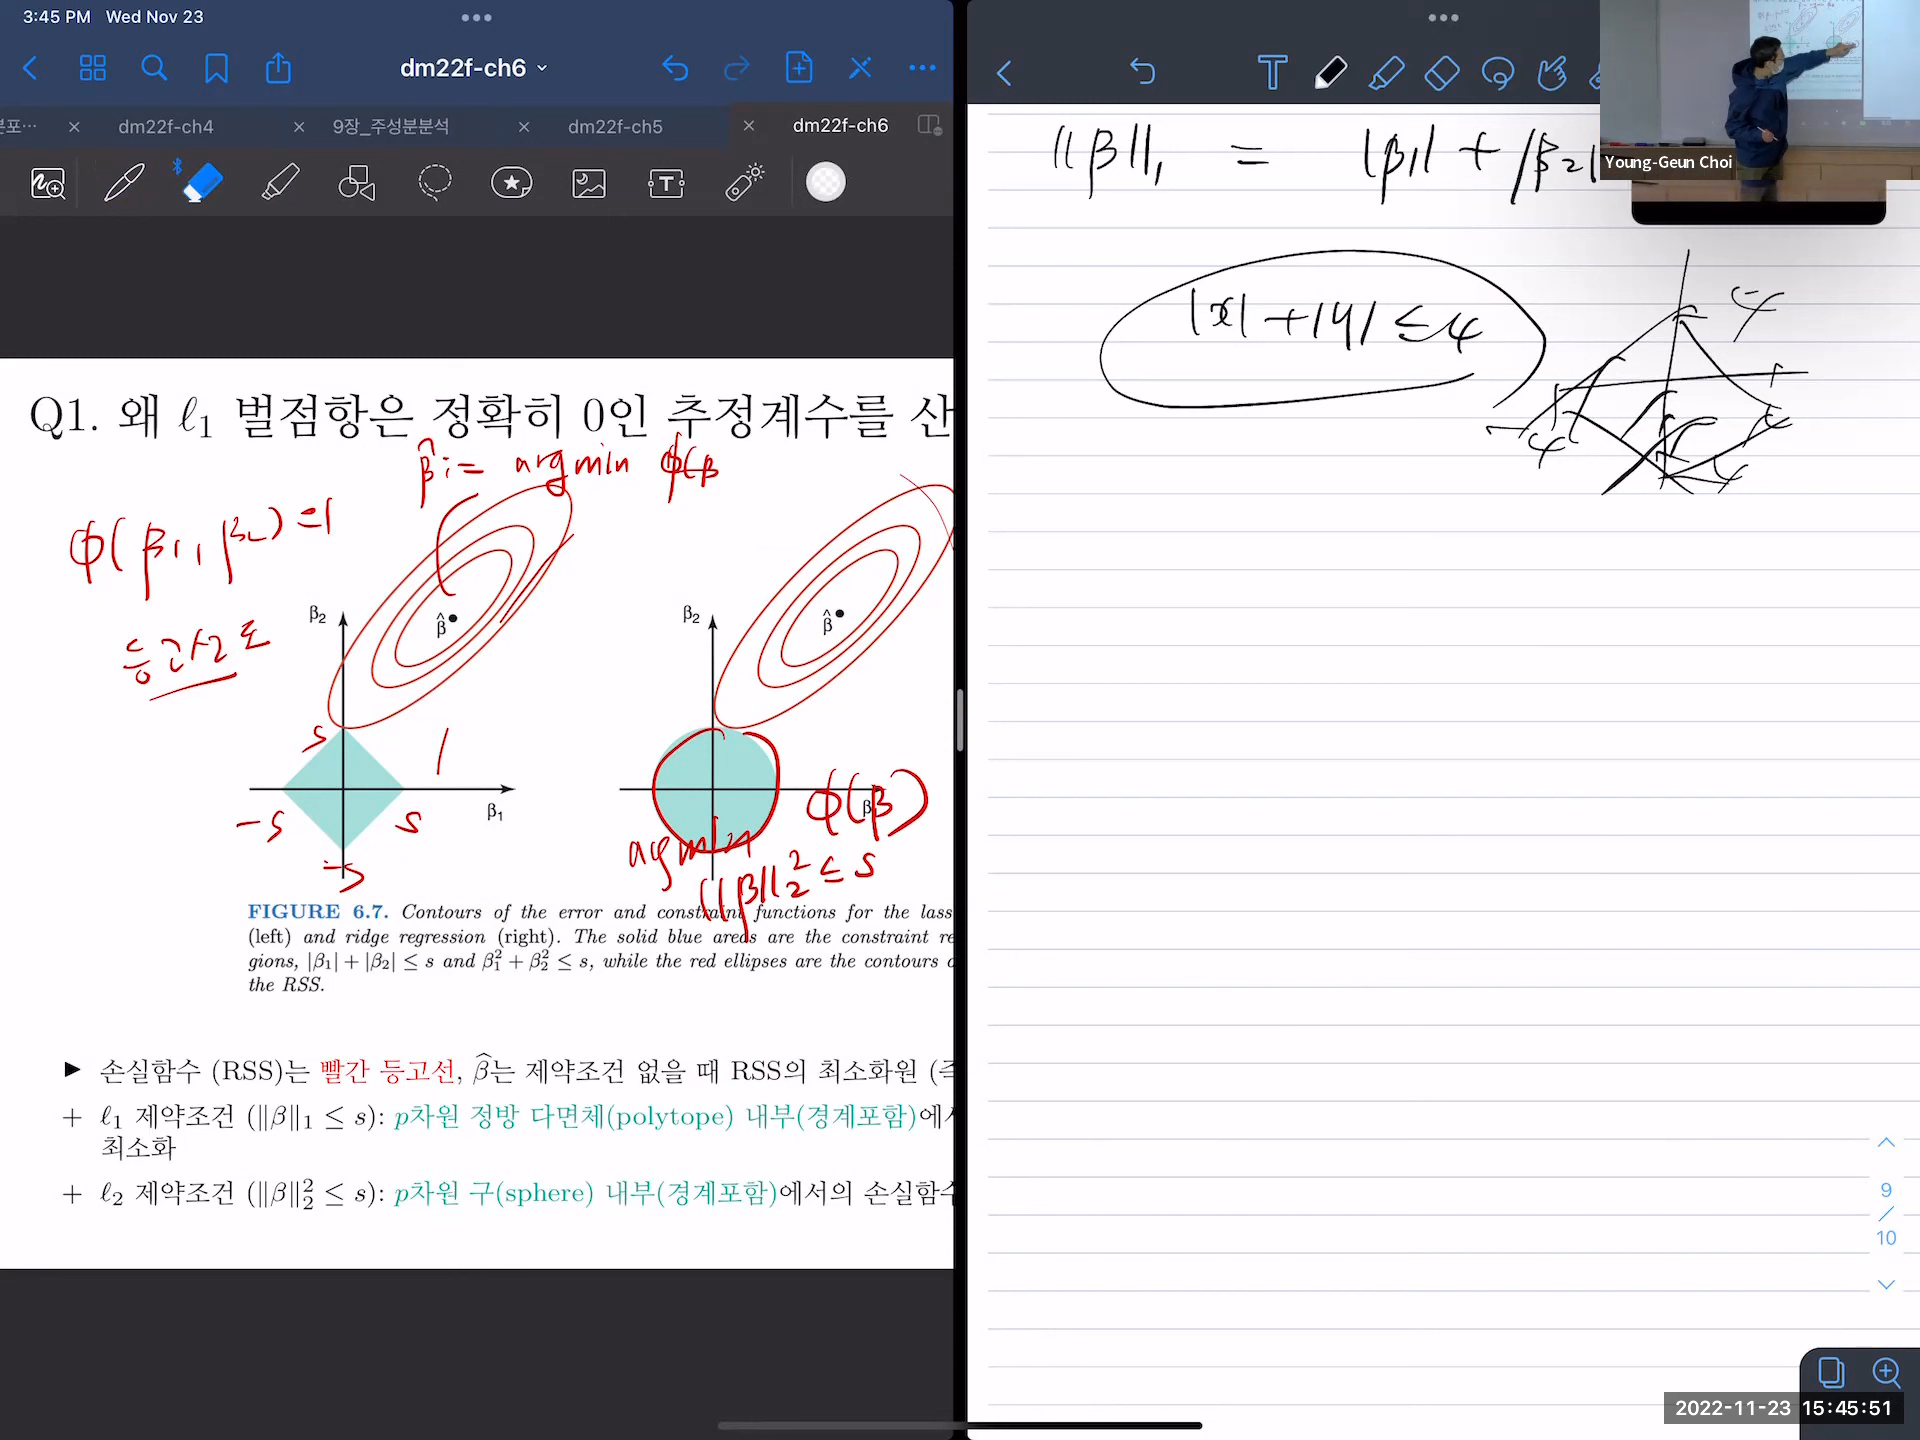 3:45 PM Wed Nov 23
dm22f-ch6
dm22f-ch4
9장_주성분분석
dm22f-ch5
dm22f-ch6
Q1. 왜 ℓ₁ 벌점항은 정확히 0인 추정계수를 산
β̂ := argmin ϕ(β
ϕ(β₁, β₂)=1
등고선도
β₂
β̂
s
-s
s
-s
β₁
β₂
β̂
ϕ(β)
argmin
‖β‖₂² ≤ s
FIGURE 6.7. Contours of the error and constraint functions for the lass
(left) and ridge regression (right). The solid blue areas are the constraint re
gions, |β₁| + |β₂| ≤ s and β₁² + β₂² ≤ s, while the red ellipses are the contours o
the RSS.
▶ 손실함수 (RSS)는 빨간 등고선, β̂는 제약조건 없을 때 RSS의 최소화원 (즉
+ ℓ₁ 제약조건 (‖β‖₁ ≤ s): p차원 정방 다면체(polytope) 내부(경계포함)에서
최소화
+ ℓ₂ 제약조건 (‖β‖₂² ≤ s): p차원 구(sphere) 내부(경계포함)에서의 손실함수
‖β‖₁ = |β₁| + |β₂|
|x| + |y| ≤ 4
4
-4
4
-4
Young-Geun Choi
9
/
10
2022-11-23 15:45:51